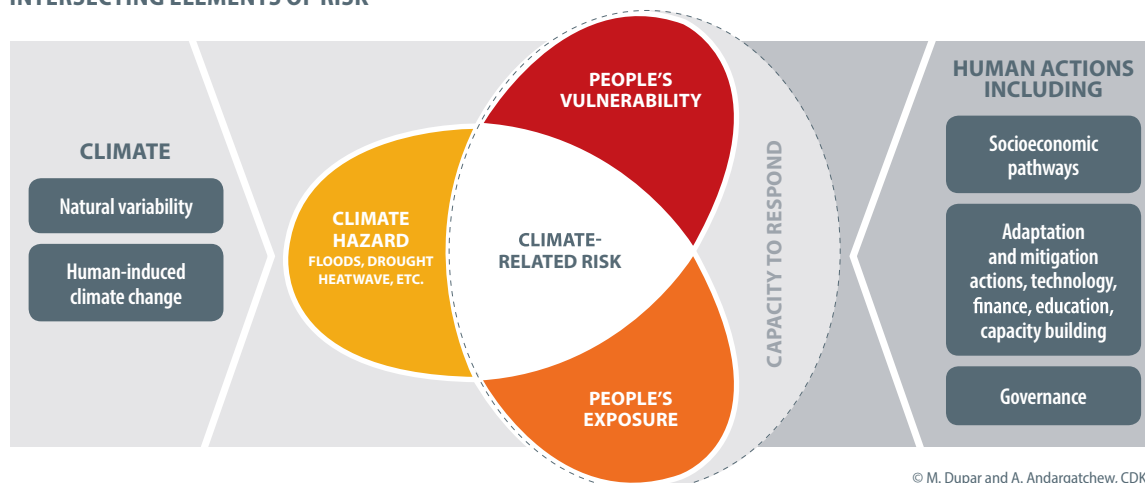 INTERSECTING ELEMENTS OF RISK
CLIMATE
Natural variability
Human-induced
climate change
CLIMATE
HAZARD
FLOODS, DROUGHT
HEATWAVE, ETC.
PEOPLE'S
VULNERABILITY
CLIMATE-
RELATED RISK
PEOPLE'S
EXPOSURE
CAPACITY TO RESPOND
HUMAN ACTIONS
INCLUDING
Socioeconomic
pathways
Adaptation
and mitigation
actions, technology,
finance, education,
capacity building
Governance
© M. Dupar and A. Andargatchew, CDK